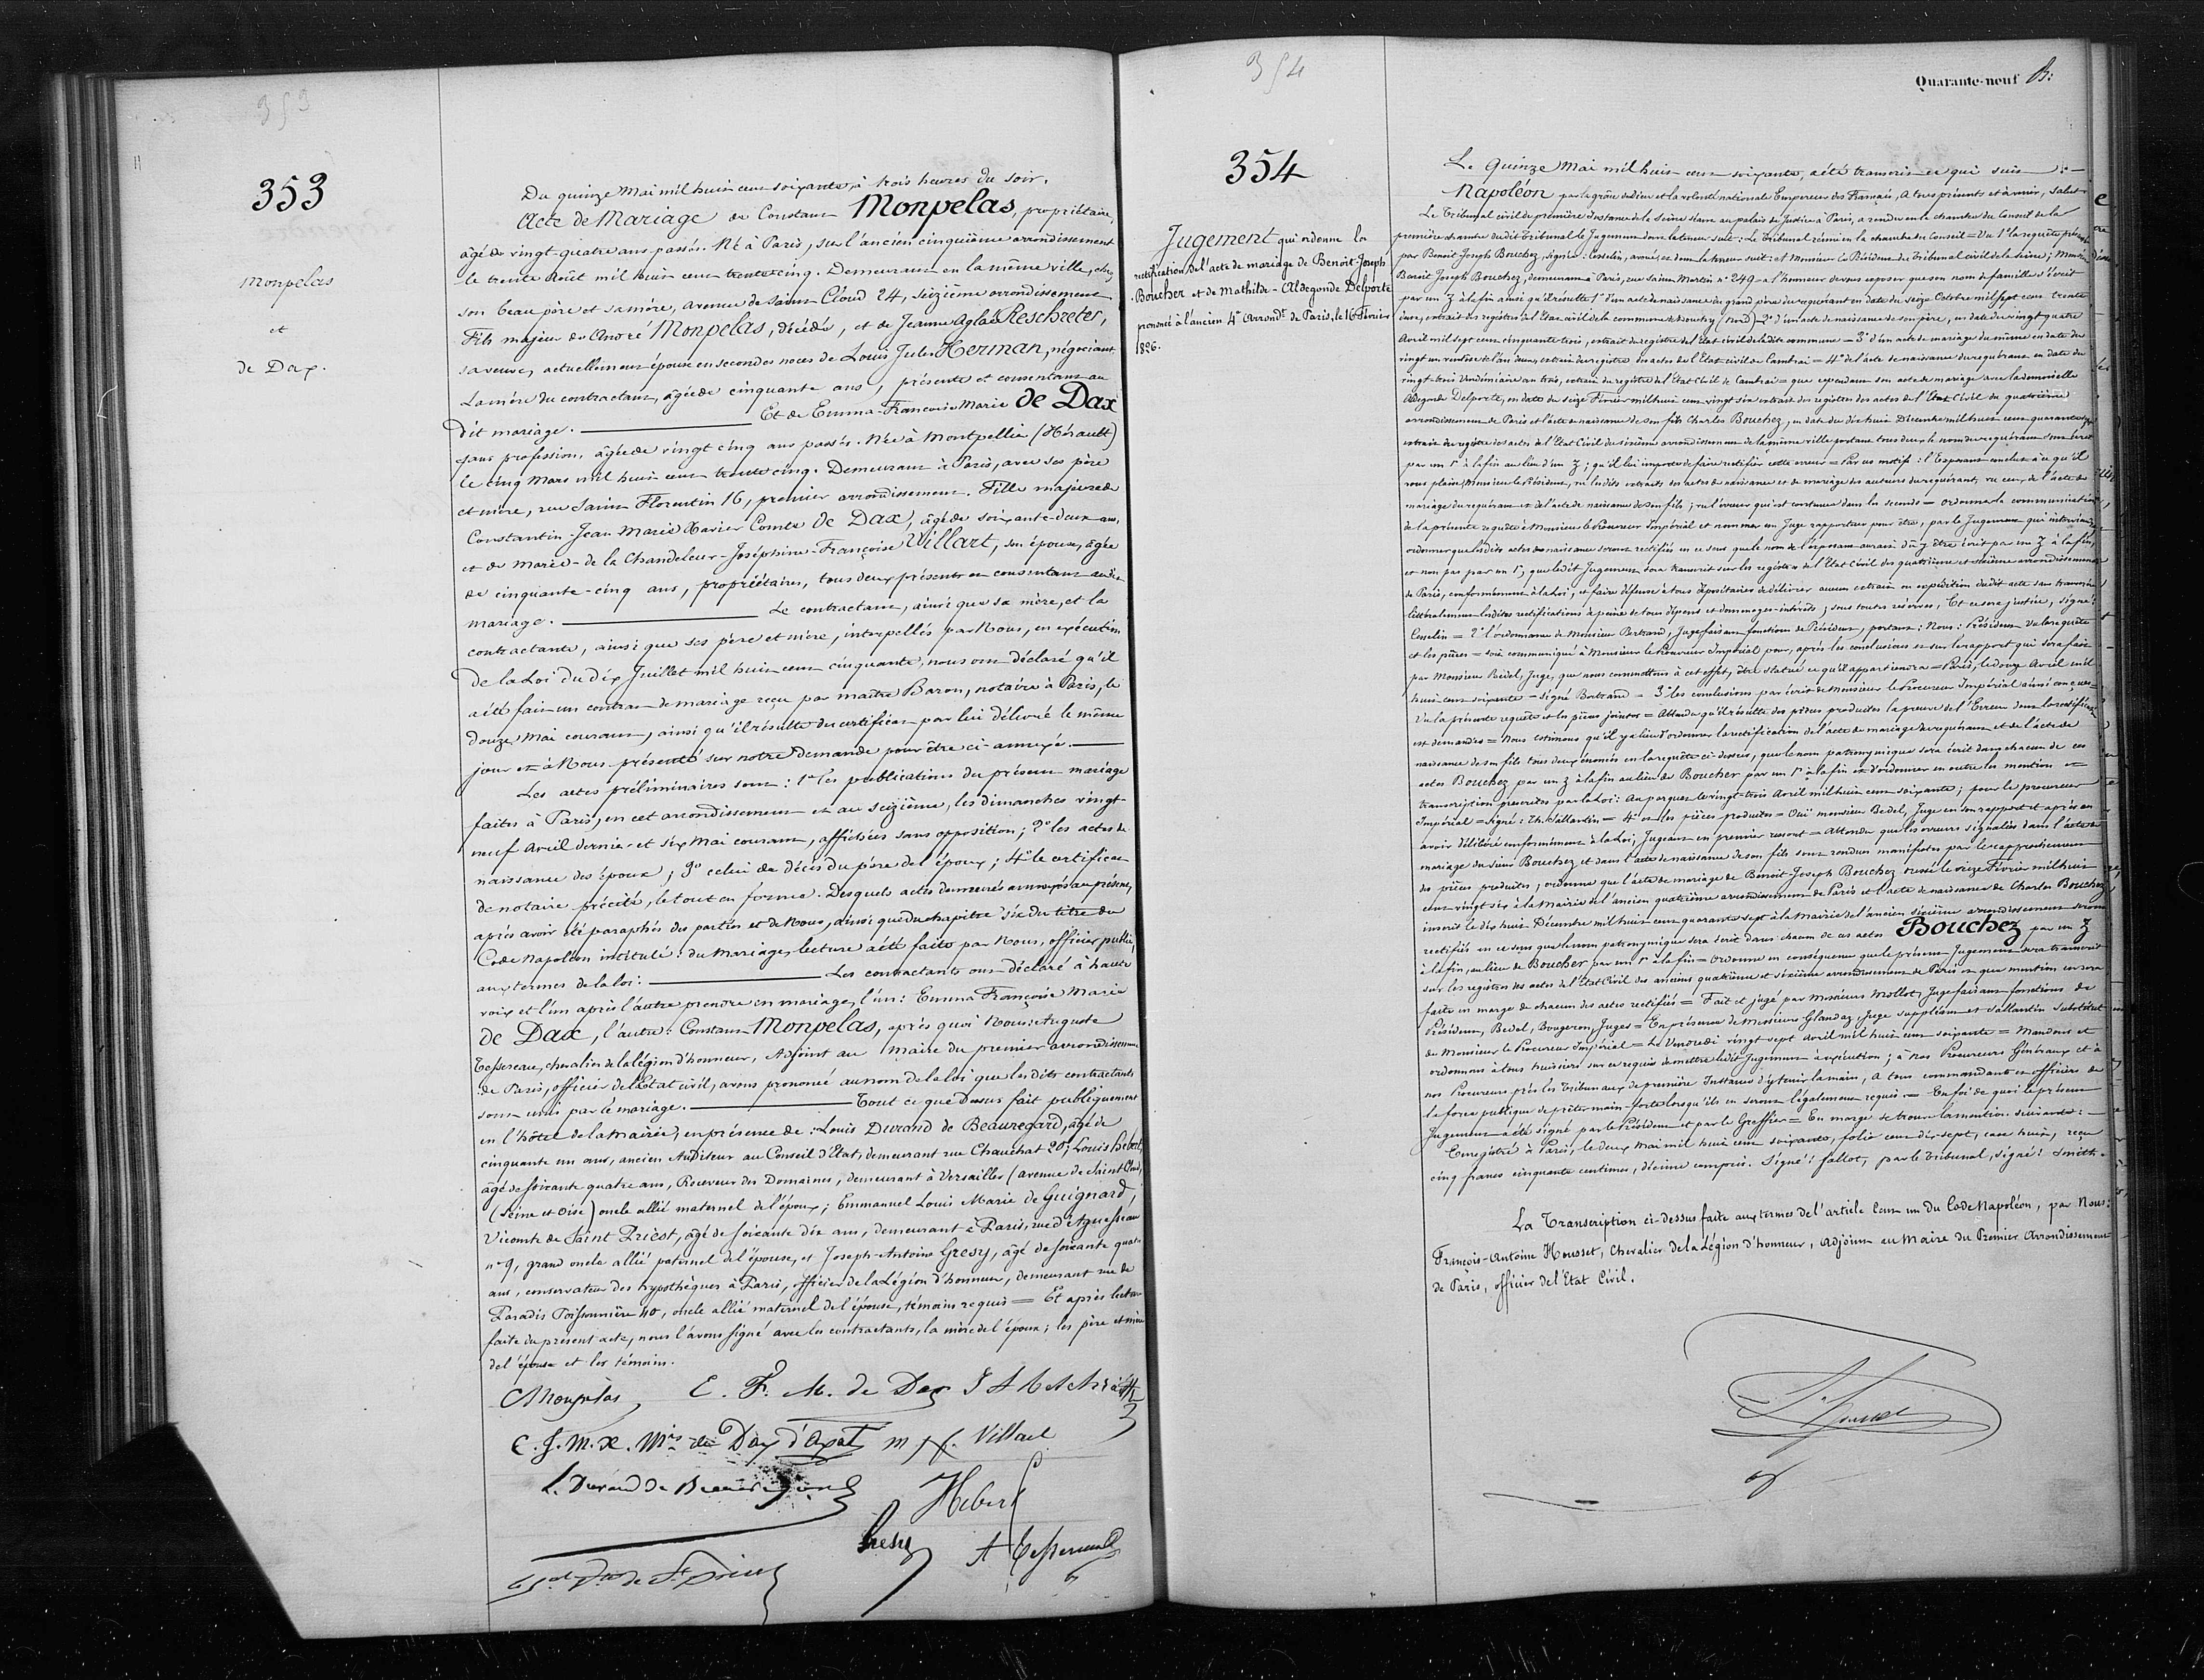 353
353
Monpelas
et
de Dax.
Du quinze Mai mil huit cent soixante, à trois heures du soir.
Acte de Mariage de Constant Monpelas, propriétaire,
âgé de vingt-quatre ans passés. Né à Paris, sur l'ancien cinquième arrondissement
le trente Août mil huit cent trente cinq. Demeurant en la même ville, chez
son beau père et sa mère, avenue de Saint Cloud 24, seizième arrondissement
Fils majeur de André Monpelas, décédé, et de Jeanne Aglaé Reschreter,
sa veuve, actuellement épouse en secondes noces de Louis Jules Herman, négociant
La mère du contractant, âgée de cinquante ans, présente et consentant au
dit mariage. Et de Emma-Françoise Marie de Dax
sans profession, âgée de vingt cinq ans passés. Née à Montpellier (Hérault)
le cinq Mars mil huit cent trente cinq. Demeurant à Paris, avec ses père
et mère, rue Saint Florentin 16, premier arrondissement. Fille majeure de
Constantin-Jean Marie Xavier Comte de Dax, âgé de soixante-deux ans,
et de Marie-de la Chandeleur-Joséphine-Françoise Villart, son épouse, âgée
de cinquante-cinq ans, propriétaires, tous deux présents et consentant audit
mariage. Le contractant, ainsi que sa mère, et la
contractante, ainsi que ses père et mère, interpellés par Nous, en exécution
de la Loi du dix Juillet mil huit cent cinquante, nous ont déclaré qu'il
a été fait un contrat de mariage reçu par maître Baron, notaire à Paris, le
douze Mai courant, ainsi qu'il résulte du certificat par lui délivré le même
jour et à Nous présenté sur notre demande pour être ci-annexé.
Les actes préliminaires sont: 1° les publications du présent mariage
faites à Paris, en cet arrondissement et au seizième, les dimanches vingt
neuf Avril dernier et six Mai courant, affichées sans opposition; 2° les actes de
naissance des époux; 3° celui de décès du père de l'époux; 4° le certificat
de notaire précité, le tout en forme. Desquels actes demeurés annexés au présent,
après avoir été paraphés des parties et de Nous, ainsi que du chapitre six du titre du
Code Napoléon intitulé: du Mariage, lecture a été faite par Nous, officier public,
aux termes de la loi. Les contractants ont déclaré à haute
voix et l'un après l'autre prendre en mariage, l'un: Emma Françoise Marie
de Dax, l'autre: Constant Monpelas, après quoi Nous: Auguste
Tessereau, chevalier de la légion d'honneur, Adjoint au Maire du premier arrondissement
de Paris, officier de l'Etat civil, avons prononcé au nom de la loi que lesdits contractants
sont unis par le mariage. Tout ce que dessus fait publiquement
en l'hôtel de la Mairie, en présence de: Louis Durand de Beauregard, âgé de
cinquante un ans, ancien Auditeur au Conseil d'Etat, demeurant rue Chauchat 20; Louis Hebert,
âgé de soixante quatre ans, Receveur des Domaines, demeurant à Versailles (avenue de Saint Cloud,
(Seine et Oise) oncle allié maternel de l'époux; Emmanuel Louis Marie de Guignard,
Vicomte de Saint Priest, âgé de soixante dix ans, demeurant à Paris, rue d'Aguesseau
n° 9, grand oncle allié paternel de l'épouse, et Joseph-Antoine Gresy, âgé de soixante quatre
ans, conservateur des hypothèques à Paris, officier de la Légion d'honneur, demeurant rue de
Paradis Poissonnière 40, oncle allié maternel de l'épouse, témoins requis = Et après lecture
faite du présent acte, nous l'avons signé avec les contractants, la mère de l'époux; les père et mère
de l'épouse et les témoins.
CMonpelas E. F. M. de Dax
C. J. M. X. Mis de Dax d'Axat Villart
L. Durand de Beauregard Hebert
Gresy A Tessereau
Vte de St Priest
354
Quarante-neuf
354
Jugement qui ordonne la
rectification de l'acte de mariage de Benoît Joseph
Boucher et de Mathilde-Aldegonde Delporte
prononcé à l'ancien 4e Arrondt de Paris, le 16 Février
1826.
Le Quinze Mai mil huit cent soixante, a été transcrit ce qui suit:
Napoléon par la grâce de Dieu et la volonté nationale Empereur des Français, A tous présents et à venir, Salut.
Le Tribunal civil de première instance de la Seine séant au palais de Justice à Paris, a rendu en la chambre du Conseil de la
première chambre dudit Tribunal le Jugement dont la teneur suit: Le Tribunal réuni en la chambre du Conseil = Vu 1° la requête présentée
par Benoît Joseph Bouchez, signée: Cesselin, avoué, et dont la teneur suit: A Monsieur le Président du Tribunal civil de la Seine; Monsieur
Benoît Joseph Bouchez, demeurant à Paris, rue Saint Martin n° 249 = a l'honneur de vous exposer que son nom de famille s'écrit
par un z à la fin ainsi qu'il résulte 1° d'un acte de naissance du grand père du requérant en date du seize Octobre mil sept cent trente
deux, extrait des registres de l'Etat civil de la commune de (Nord) 2° d'un acte de naissance de son père, en date du vingt quatre
Avril mil sept cent cinquante trois, extrait du registre de l'Etat civil de ladite commune = 3° d'un acte de mariage du même en date du
vingt un ventôse de l'an deux, extrait du registre des actes de l'Etat civil de Cambrai = 4° de l'acte de naissance du requérant en date du
vingt-trois Vendémiaire an trois, extrait du registre de l'Etat Civil de Cambrai = que cependant son acte de mariage avec la demoiselle
Aldegonde Delporte, en date du seize Février mil huit cent vingt six extrait des registres des actes de l'Etat Civil du quatrième
arrondissement de Paris et l'acte de naissance de son fils Charles Bouchez, en date du dix huit Décembre mil huit cent quarante sept
extrait du registre des actes de l'Etat Civil du sixième arrondissement de la même ville portent tous deux le nom du requérant comme écrit
par un r à la fin au lieu d'un z; qu'il lui importe de faire rectifier cette erreur = Par ces motifs: l'Exposant conclut à ce qu'il
vous plaise, Monsieur le Président, vu lesdits extraits des actes de naissance et de mariage des auteurs du requérant, vu ceux de l'acte de
mariage du requérant et de l'acte de naissance de son fils; vu l'erreur qui est contenue dans la seconde = Ordonner la communication
de la présente requête à Monsieur le Procureur Impérial et nommer un Juge rapporteur pour être, par le Jugement qui interviendra
ordonner que lesdits actes de naissance seront rectifiés en ce sens que le nom de l'exposant aurait dû y être écrit par un z à la fin,
et non pas par un r, que ledit Jugement sera transcrit sur les registres de l'Etat Civil des quatrième et sixième arrondissements
de Paris, conformément à la loi, et faire défense à tous dépositaires de délivrer aucun extrait ou expédition dudit acte sans transcrire
littéralement lesdites rectifications à peine de tous dépens et dommages-intérêts; sous toutes réserves, Et ce sera justice, signé:
Cesselin = 2° l'ordonnance de Monsieur Bertrand, Juge faisant fonctions de Président, portant: Nous: Président Vu la requête
et les pièces = soit communiqué à Monsieur le Procureur Impérial pour, après les conclusions et sur le rapport qui sera fait
par Monsieur Bedel, Juge, que nous commettons à cet effet, être statué ce qu'il appartiendra = Paris, le douze Avril mil
huit cent soixante = signé Bertrand = 3° les conclusions par écrit de Monsieur le Procureur Impérial ainsi conçues =
Vu la présente requête et les pièces jointes = Attendu qu'il résulte des pièces produites la preuve de l'Erreur dont la rectification
est demandée = Nous estimons qu'il y a lieu d'ordonner la rectification de l'acte de mariage du requérant et de l'acte de
naissance de son fils tous deux énoncés en la requête ci-dessus, que le nom patronymique sera écrit dans chacun de ces
actes Bouchez par un z à la fin au lieu de Boucher par un r à la fin et d'ordonner en outre les mention et
transcription prescrites par la Loi: Au parquet le vingt-trois Avril mil huit cent soixante; pour le procureur
Impérial = signé: Th. Sallantin = 4° et les pièces produites = Ouï monsieur Bedel, Juge en son rapport et après en
avoir délibéré conformément à la Loi; Jugeant en premier ressort = Attendu que les erreurs signalées dans l'acte de
mariage du sieur Bouchez et dans l'acte de naissance de son fils sont rendues manifestes par le rapprochement
des pièces produites; ordonne que l'acte de mariage de Benoît Joseph Bouchez dressé le seize Février mil huit
cent vingt six à la Mairie de l'ancien quatrième arrondissement de Paris et l'acte de naissance de Charles Bouchez
inscrit le dix huit Décembre mil huit cent quarante sept à la Mairie de l'ancien sixième arrondissement seront
rectifiés en ce sens que le nom patronymique sera écrit dans chacun de ces actes Bouchez par un z
à la fin, au lieu de Boucher par un r à la fin = Ordonne en conséquence que le présent Jugement sera transcrit
sur les registres des actes de l'Etat Civil des anciens quatrième et sixième arrondissements de Paris et que mention en sera
faite en marge de chacun des actes rectifiés = Fait et jugé par Messieurs Mollot, Juge faisant fonctions de
Président, Bedel, Bougeron, Juges = En présence de Messieurs Glandaz, Juge suppléant et Sallantin Substitut
de Monsieur le Procureur Impérial = Le Vendredi vingt sept Avril mil huit cent soixante = Mandons et
ordonnons à tous huissiers sur ce requis de mettre ledit Jugement à exécution; à nos Procureurs Généraux et à
nos Procureurs près les Tribunaux de première Instance d'y tenir la main, A tous commandants et officiers de
la force publique de prêter main-forte lorsqu'ils en seront légalement requis = En foi de quoi le présent
Jugement a été signé par le Président et par le Greffier = En marge se trouve la mention suivante: =
Enregistré à Paris, le deux Mai mil huit cent soixante, folio cent dix sept, case huit, reçu
cinq francs cinquante centimes, décime compris. Signé: fallot, par le Tribunal, signé: Smith.
La Transcription ci-dessus faite aux termes de l'article Cent un du Code Napoléon, par Nous:
François-Antoine Housset, Chevalier de la Légion d'honneur, Adjoint au Maire du Premier Arrondissement
de Paris, officier de l'Etat Civil.